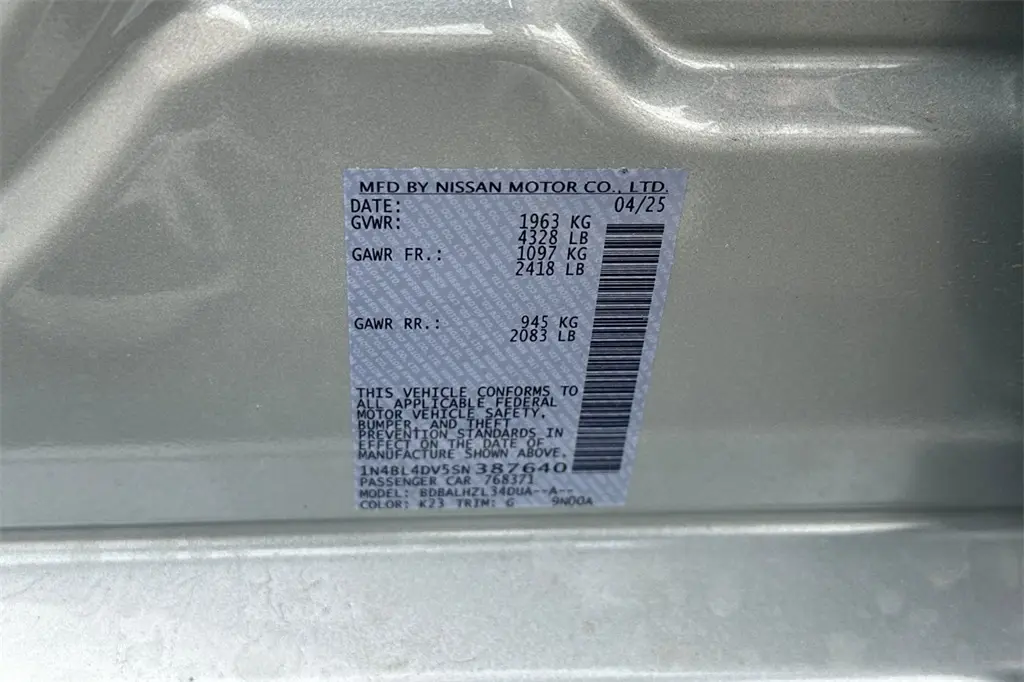 MFD BY NISSAN MOTOR CO., LTD.
DATE: 04/25
GVWR: 1963 KG
4328 LB
GAWR FR.: 1097 KG
2418 LB
GAWR RR.: 945 KG
2083 LB
THIS VEHICLE CONFORMS TO
ALL APPLICABLE FEDERAL
MOTOR VEHICLE SAFETY,
BUMPER, AND THEFT
PREVENTION STANDARDS IN
EFFECT ON THE DATE OF
MANUFACTURE SHOWN ABOVE.
1N4BL4DV5SN387640
PASSENGER CAR 768371
MODEL: BDBALHZL34DUA--A--
COLOR: K23 TRIM: G 9N00A